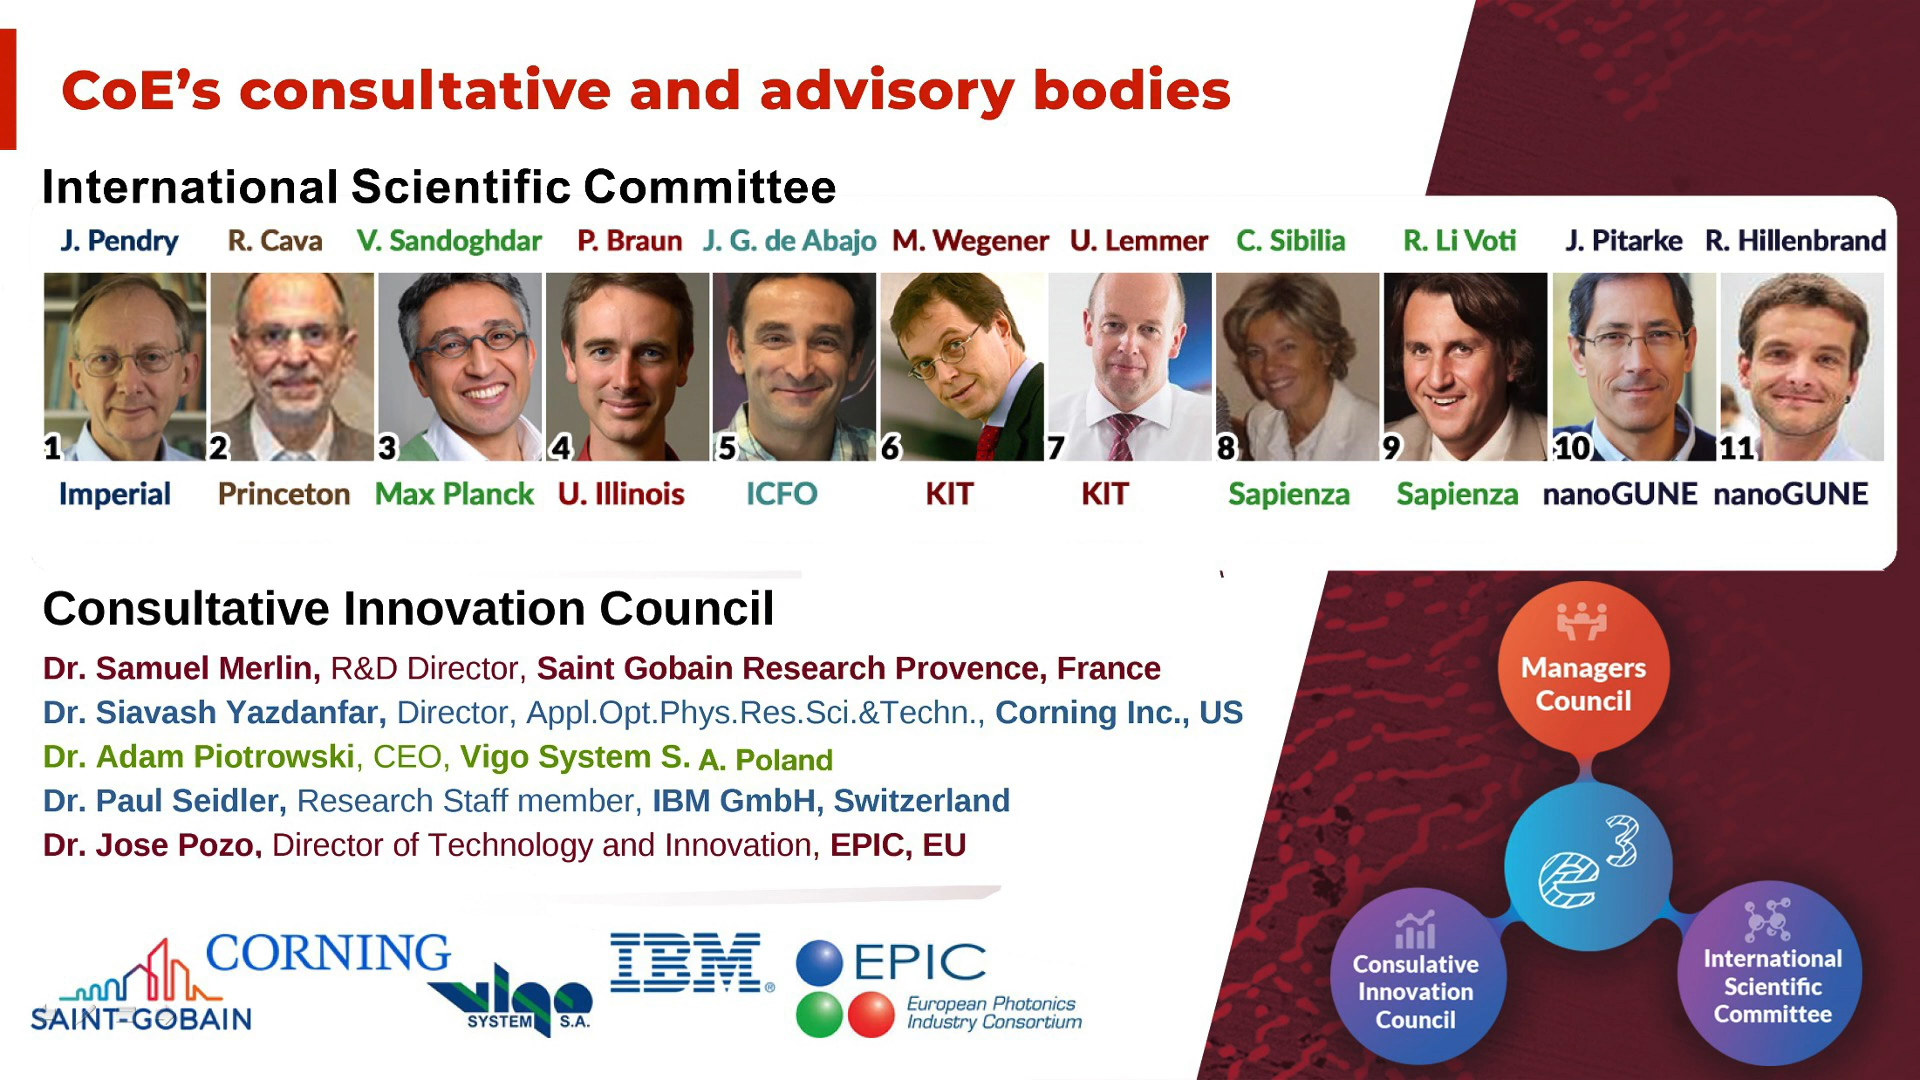 CoE’s consultative and advisory bodies
International Scientific Committee
J. Pendry R. Cava V. Sandoghdar P. Braun J. G. de Abajo M. Wegener U. Lemmer C. Sibilia R. Li Voti J. Pitarke R. Hillenbrand
1 2 3 4 5 6 7 8 9 10 11
Imperial Princeton Max Planck U. Illinois ICFO KIT KIT Sapienza Sapienza nanoGUNE nanoGUNE
Consultative Innovation Council
Dr. Samuel Merlin, R&D Director, Saint Gobain Research Provence, France
Dr. Siavash Yazdanfar, Director, Appl.Opt.Phys.Res.Sci.&Techn., Corning Inc., US
Dr. Adam Piotrowski, CEO, Vigo System S. A. Poland
Dr. Paul Seidler, Research Staff member, IBM GmbH, Switzerland
Dr. Jose Pozo, Director of Technology and Innovation, EPIC, EU
SAINT-GOBAIN
CORNING
vigo
SYSTEM S.A.
IBM®
EPIC
European Photonics
Industry Consortium
Managers
Council
e3
Consulative
Innovation
Council
International
Scientific
Committee